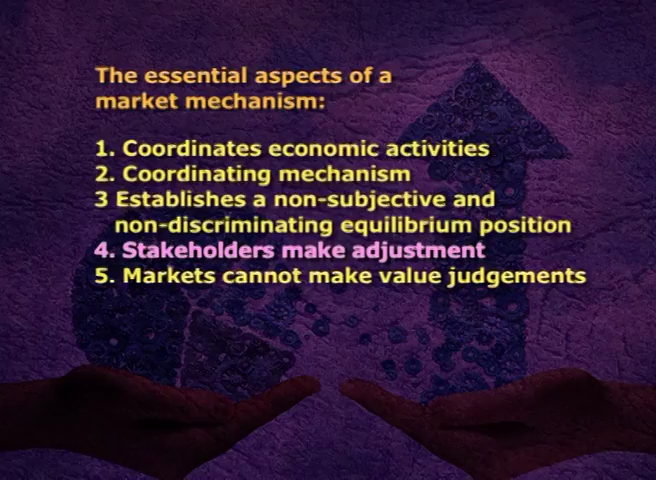 The essential aspects of a
market mechanism:
1. Coordinates economic activities
2. Coordinating mechanism
3 Establishes a non-subjective and
non-discriminating equilibrium position
4. Stakeholders make adjustment
5. Markets cannot make value judgements